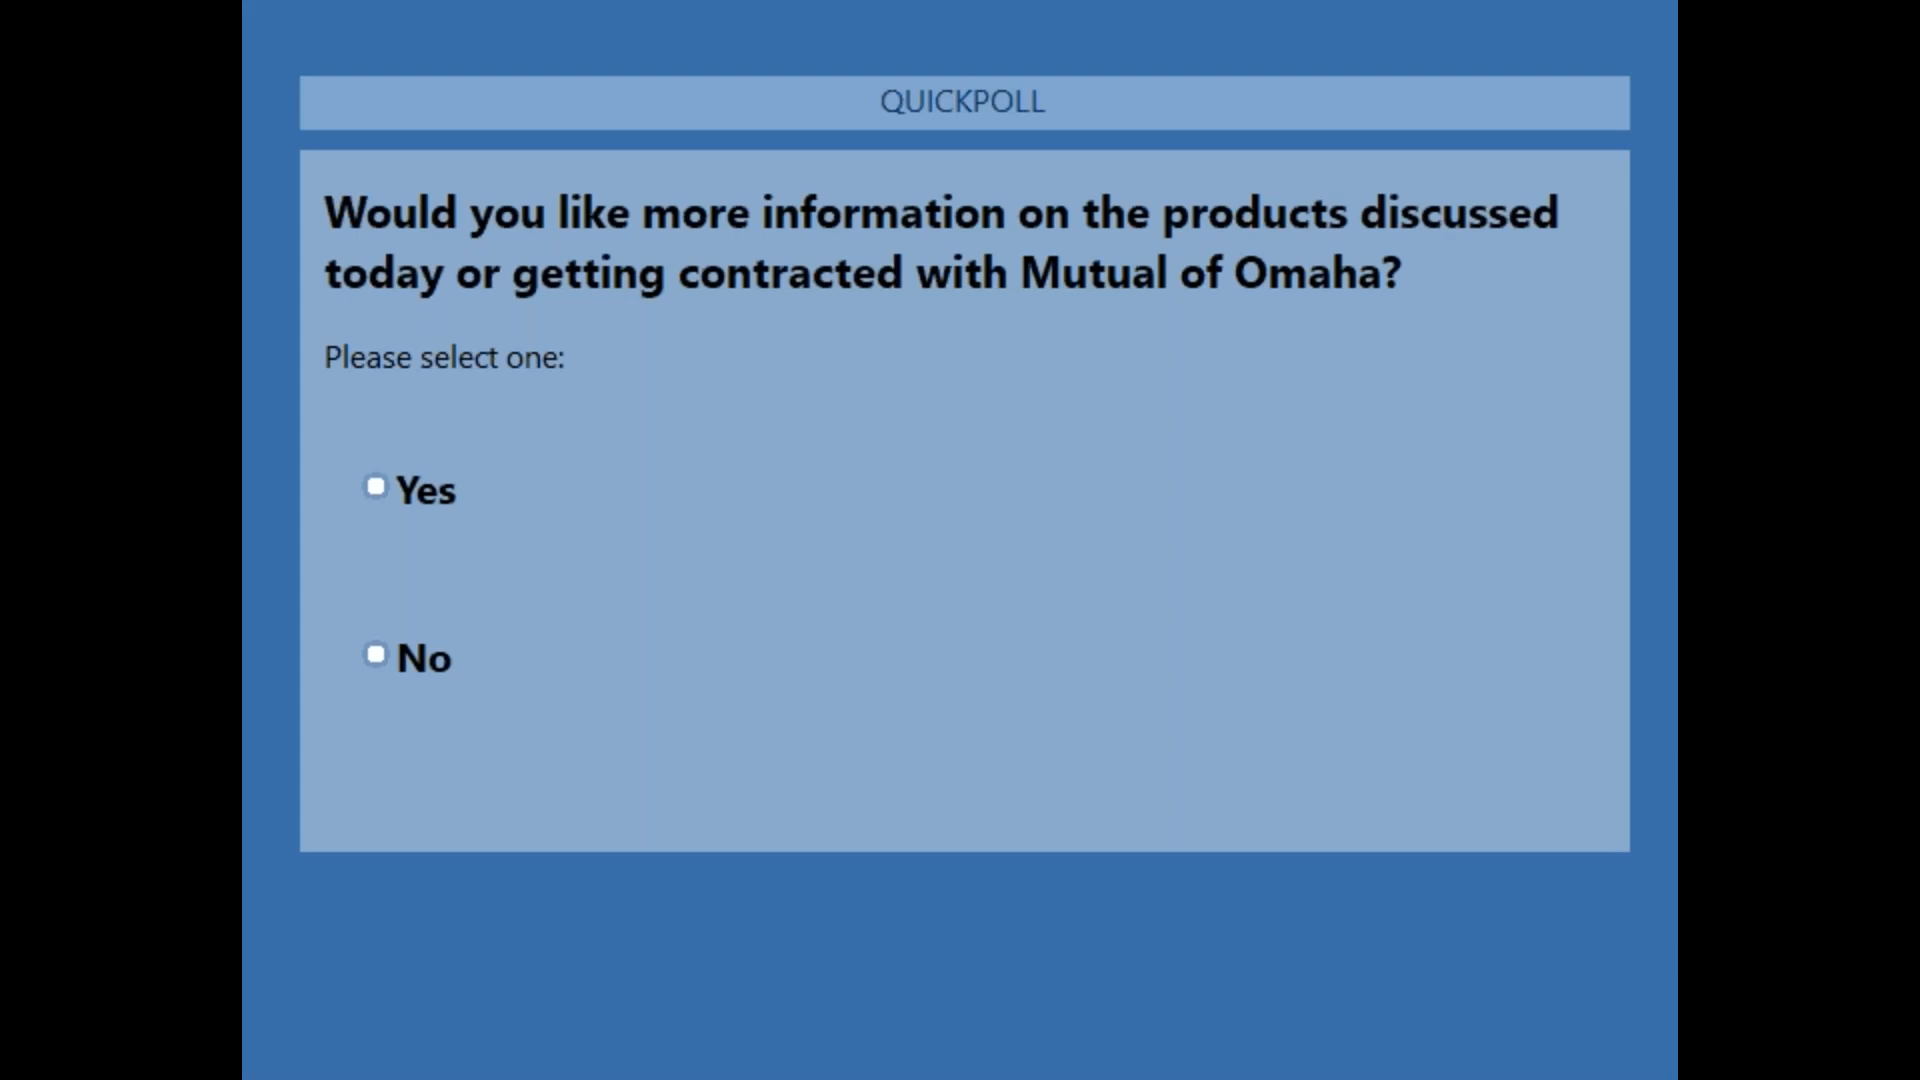 QUICKPOLL
Would you like more information on the products discussed
today or getting contracted with Mutual of Omaha?
Please select one:
Yes
No